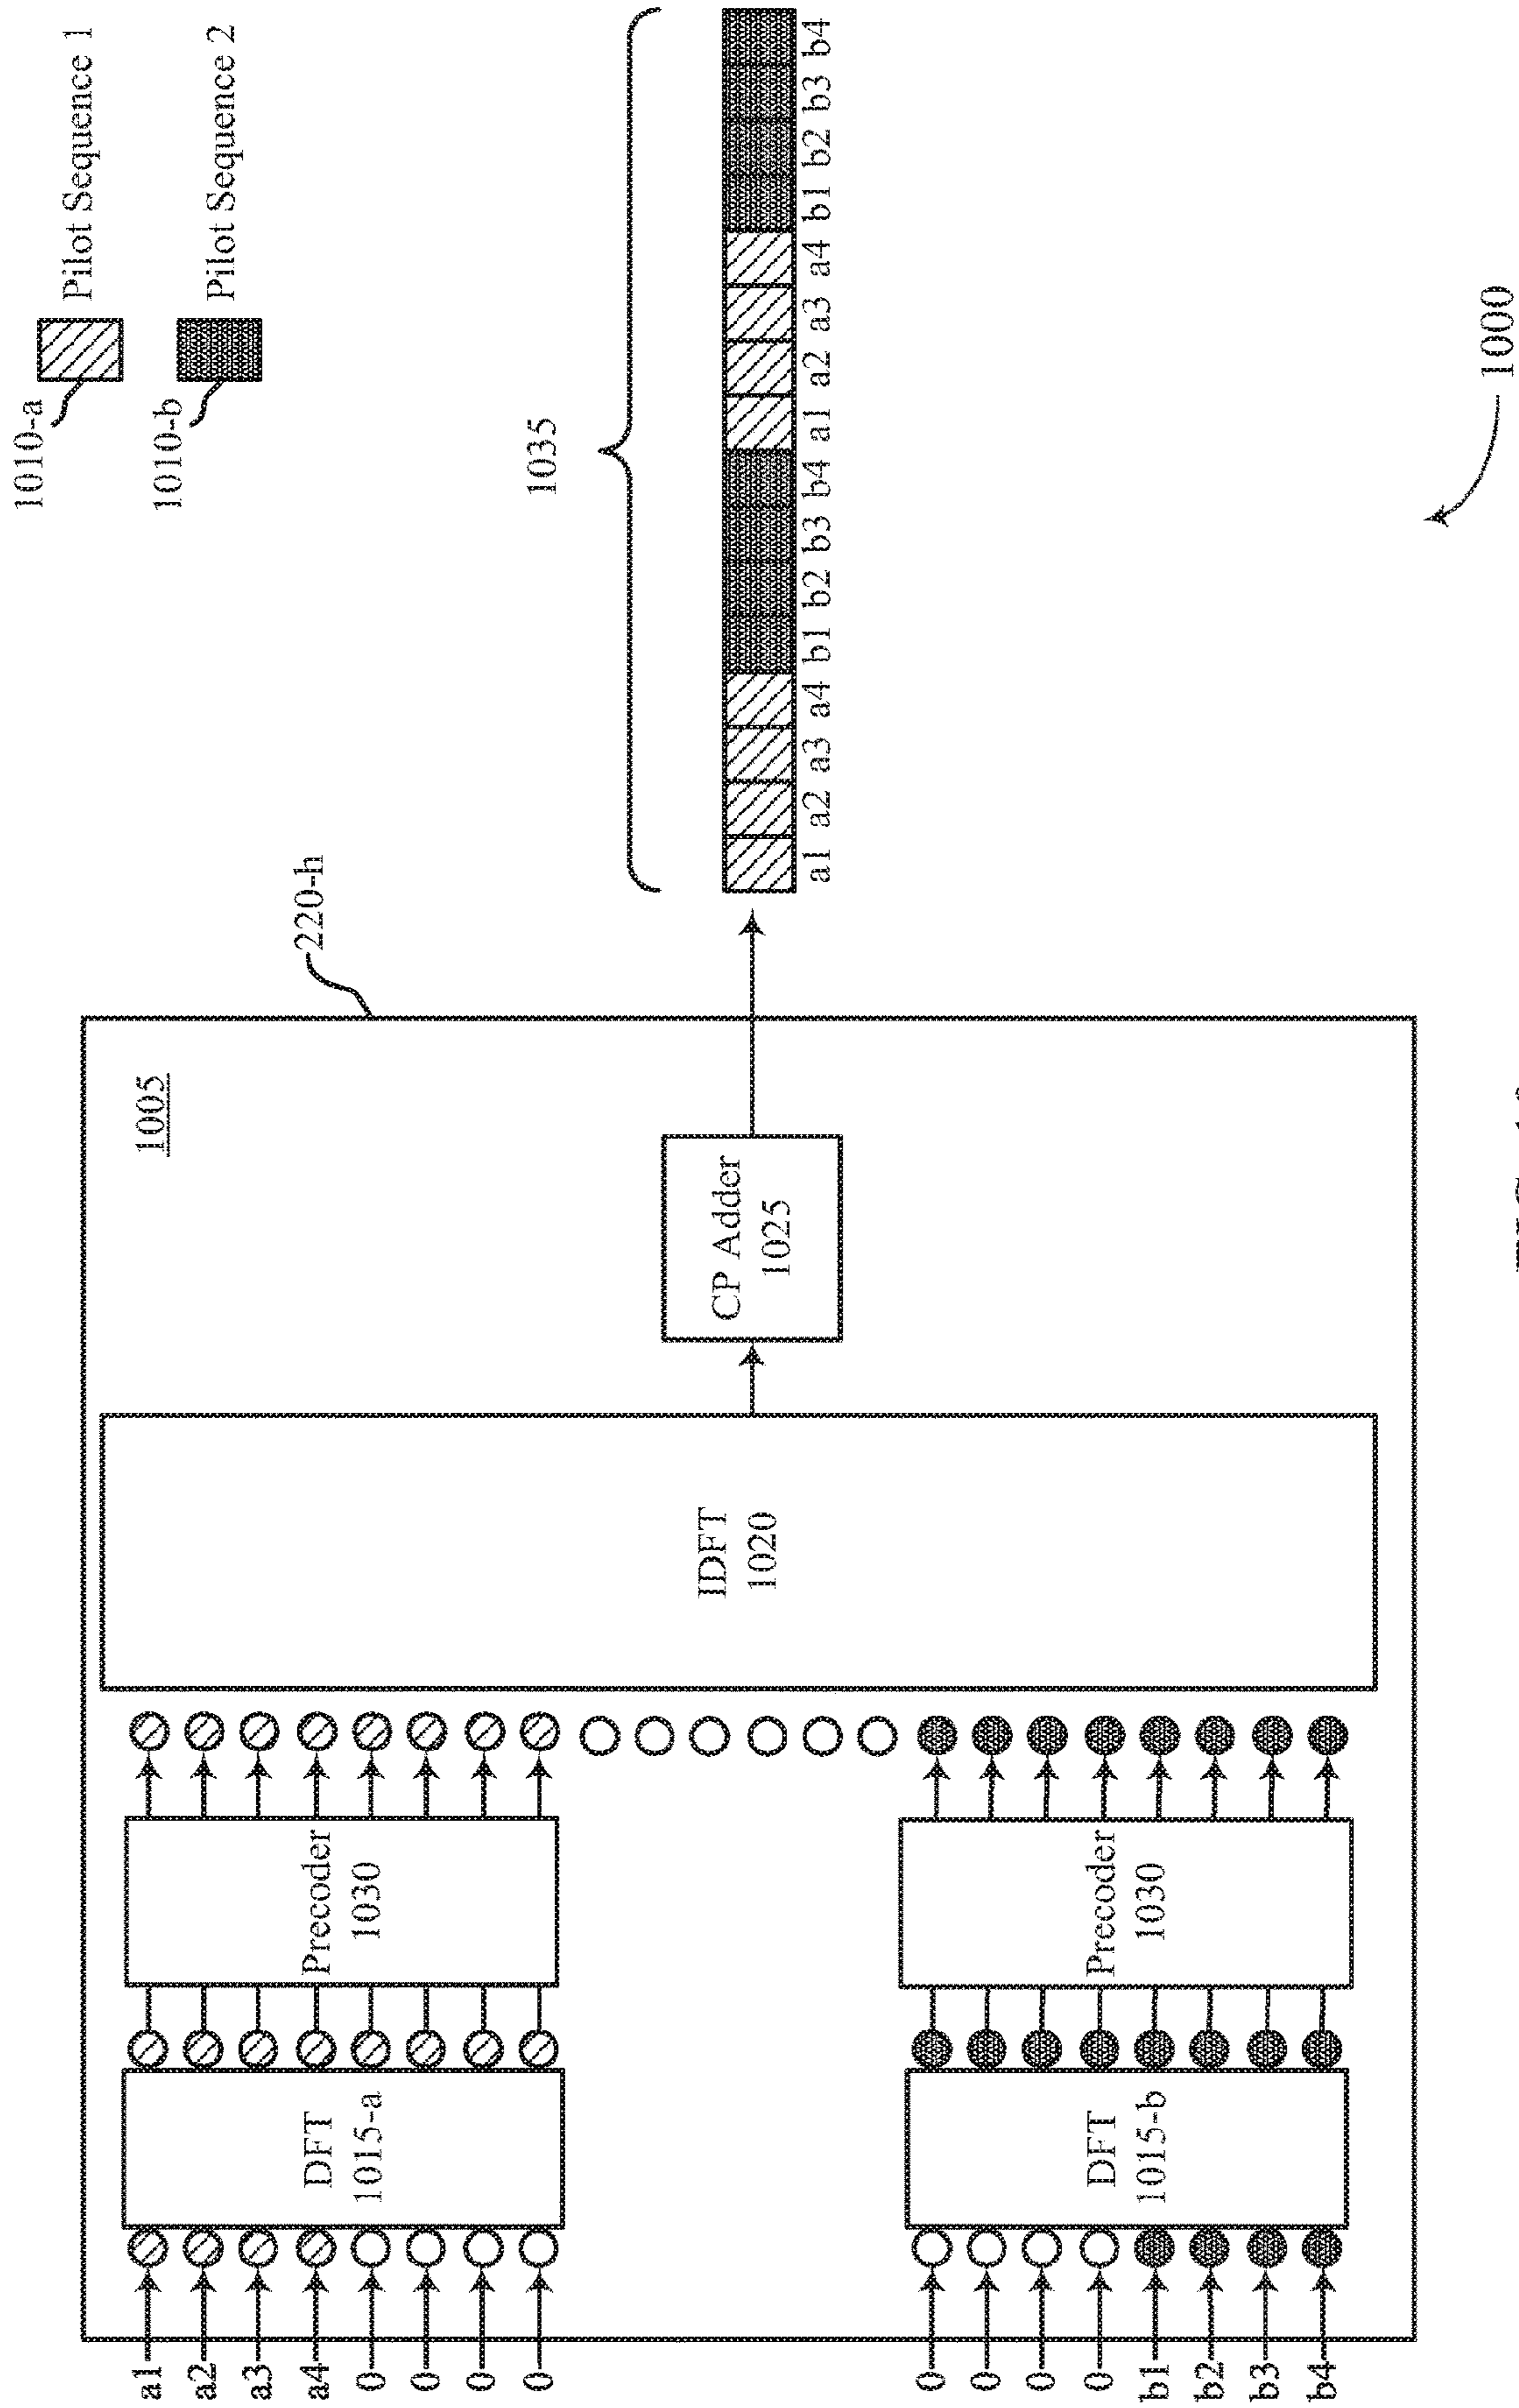 1010-a
Pilot Sequence 1
1010-b
Pilot Sequence 2
220-h
1005
a1
a2
a3
a4
0
0
0
0
DFT
1015-a
Precoder
1030
IDFT
1020
CP Adder
1025
1035
a1 a2 a3 a4 b1 b2 b3 b4 a1 a2 a3 a4 b1 b2 b3 b4
0
0
0
0
b1
b2
b3
b4
DFT
1015-b
Precoder
1030
1000